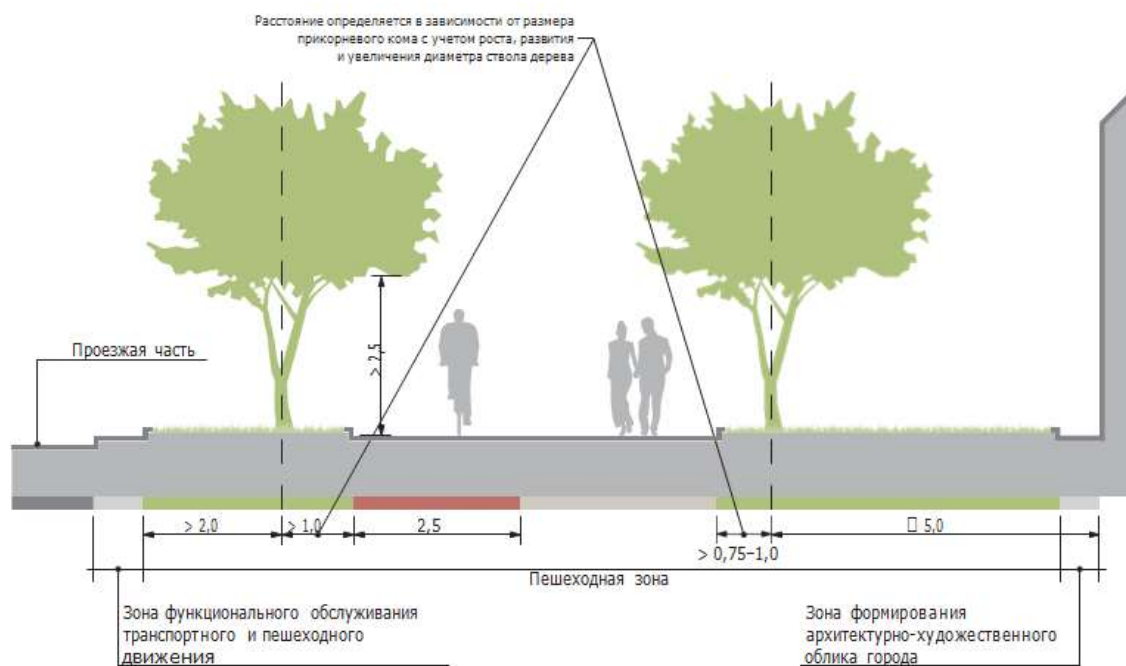 Расстояние определяется в зависимости от размера
прикорневого кома с учетом роста, развития
и увеличения диаметра ствола дерева
Проезжая часть
> 2,5
> 2,0
> 1,0
2,5
> 0,75–1,0
□ 5,0
Пешеходная зона
Зона функционального обслуживания
транспортного и пешеходного
движения
Зона формирования
архитектурно-художественного
облика города